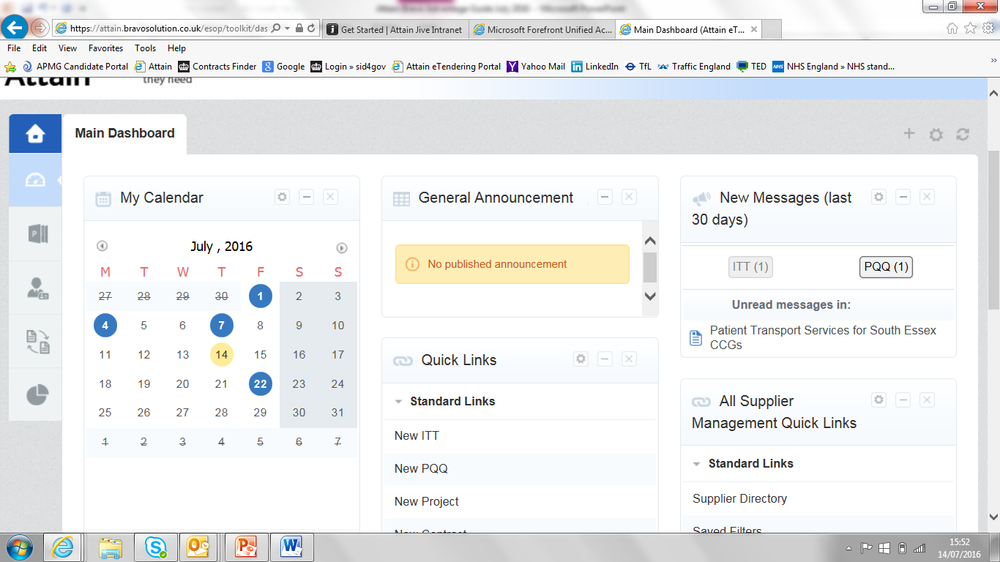 Attain Bravo Advantage Guide July 2016 - Microsoft PowerPoint
https://attain.bravosolution.co.uk/esop/toolkit/das
Get Started | Attain Jive Intranet
Microsoft Forefront Unified Ac...
Main Dashboard (Attain eT...
File Edit View Favorites Tools Help
APMG Candidate Portal Attain Contracts Finder Google Login » sid4gov Attain eTendering Portal Yahoo Mail LinkedIn TfL Traffic England TED NHS England » NHS stand...
Attain
they need
Main Dashboard
My Calendar
July , 2016
M T W T F S S
27 28 29 30 1 2 3
4 5 6 7 8 9 10
11 12 13 14 15 16 17
18 19 20 21 22 23 24
25 26 27 28 29 30 31
1 2 3 4 5 6 7
General Announcement
No published announcement
Quick Links
Standard Links
New ITT
New PQQ
New Project
New Contract
New Messages (last
30 days)
ITT (1) PQQ (1)
Unread messages in:
Patient Transport Services for South Essex
CCGs
All Supplier
Management Quick Links
Standard Links
Supplier Directory
Saved Filters
15:52
14/07/2016